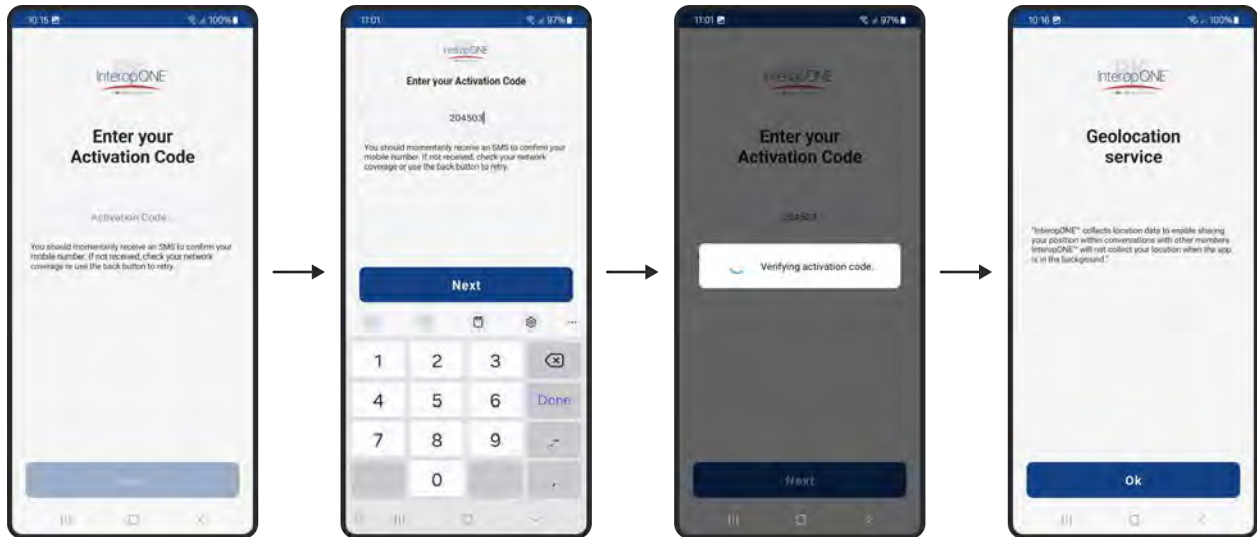 10:15 100%
InteropONE
Enter your
Activation Code
Activation Code
You should momentarily receive an SMS to confirm your
mobile number. If not received, check your network
coverage or use the back button to retry.
11:01 97%
InteropONE
Enter your Activation Code
204503
You should momentarily receive an SMS to confirm your
mobile number. If not received, check your network
coverage or use the back button to retry.
Next
1 2 3
4 5 6 Done
7 8 9 .-
0 ,
11:01 97%
InteropONE
Enter your
Activation Code
204503
Verifying activation code.
Next
10:16 100%
InteropONE
Geolocation
service
"InteropONE™ collects location data to enable sharing
your position within conversations with other members
InteropONE™ will not collect your location when the app
is in the background."
Ok